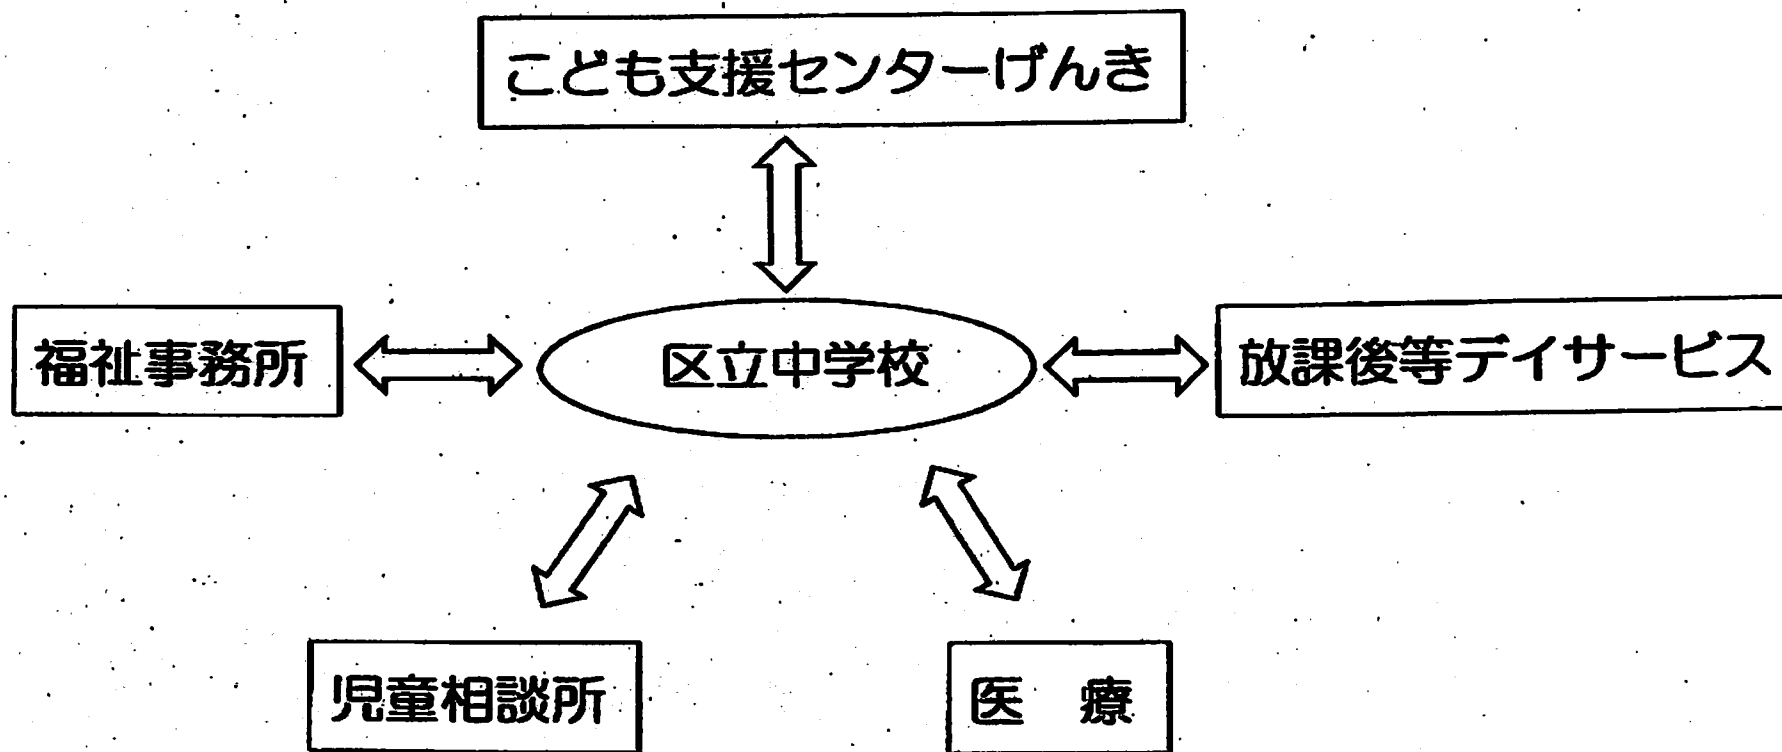 こども支援センターげんき
福祉事務所
区立中学校
放課後等デイサービス
児童相談所
医 療